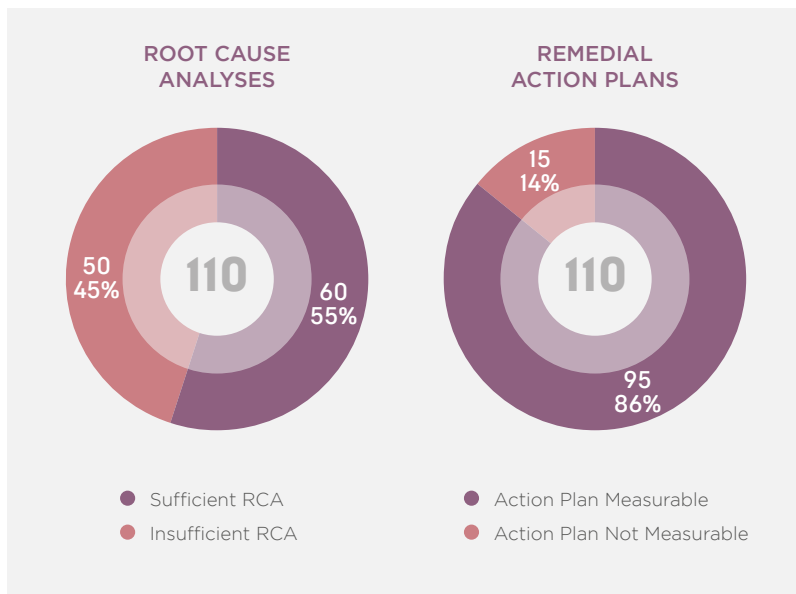 ROOT CAUSE
ANALYSES
50
45%
110
60
55%
Sufficient RCA
Insufficient RCA
REMEDIAL
ACTION PLANS
15
14%
110
95
86%
Action Plan Measurable
Action Plan Not Measurable